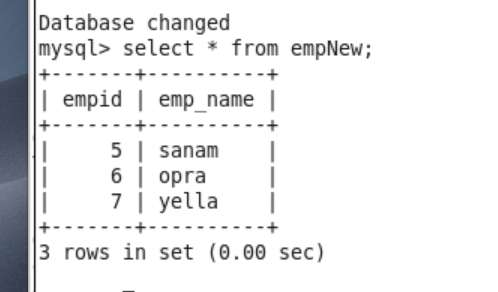 Database changed
mysql> select * from empNew;
+-------+----------+
| empid | emp_name |
+-------+----------+
|     5 | sanam    |
|     6 | opra     |
|     7 | yella    |
+-------+----------+
3 rows in set (0.00 sec)